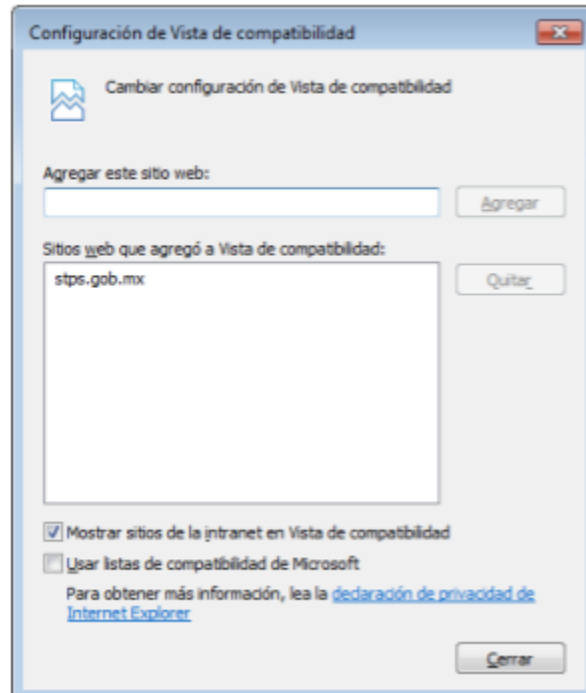 Configuración de Vista de compatibilidad
Cambiar configuración de Vista de compatibilidad
Agregar este sitio web:
Agregar
Sitios web que agregó a Vista de compatibilidad:
stps.gob.mx
Quitar
Mostrar sitios de la intranet en Vista de compatibilidad
Usar listas de compatibilidad de Microsoft
Para obtener más información, lea la declaración de privacidad de
Internet Explorer
Cerrar